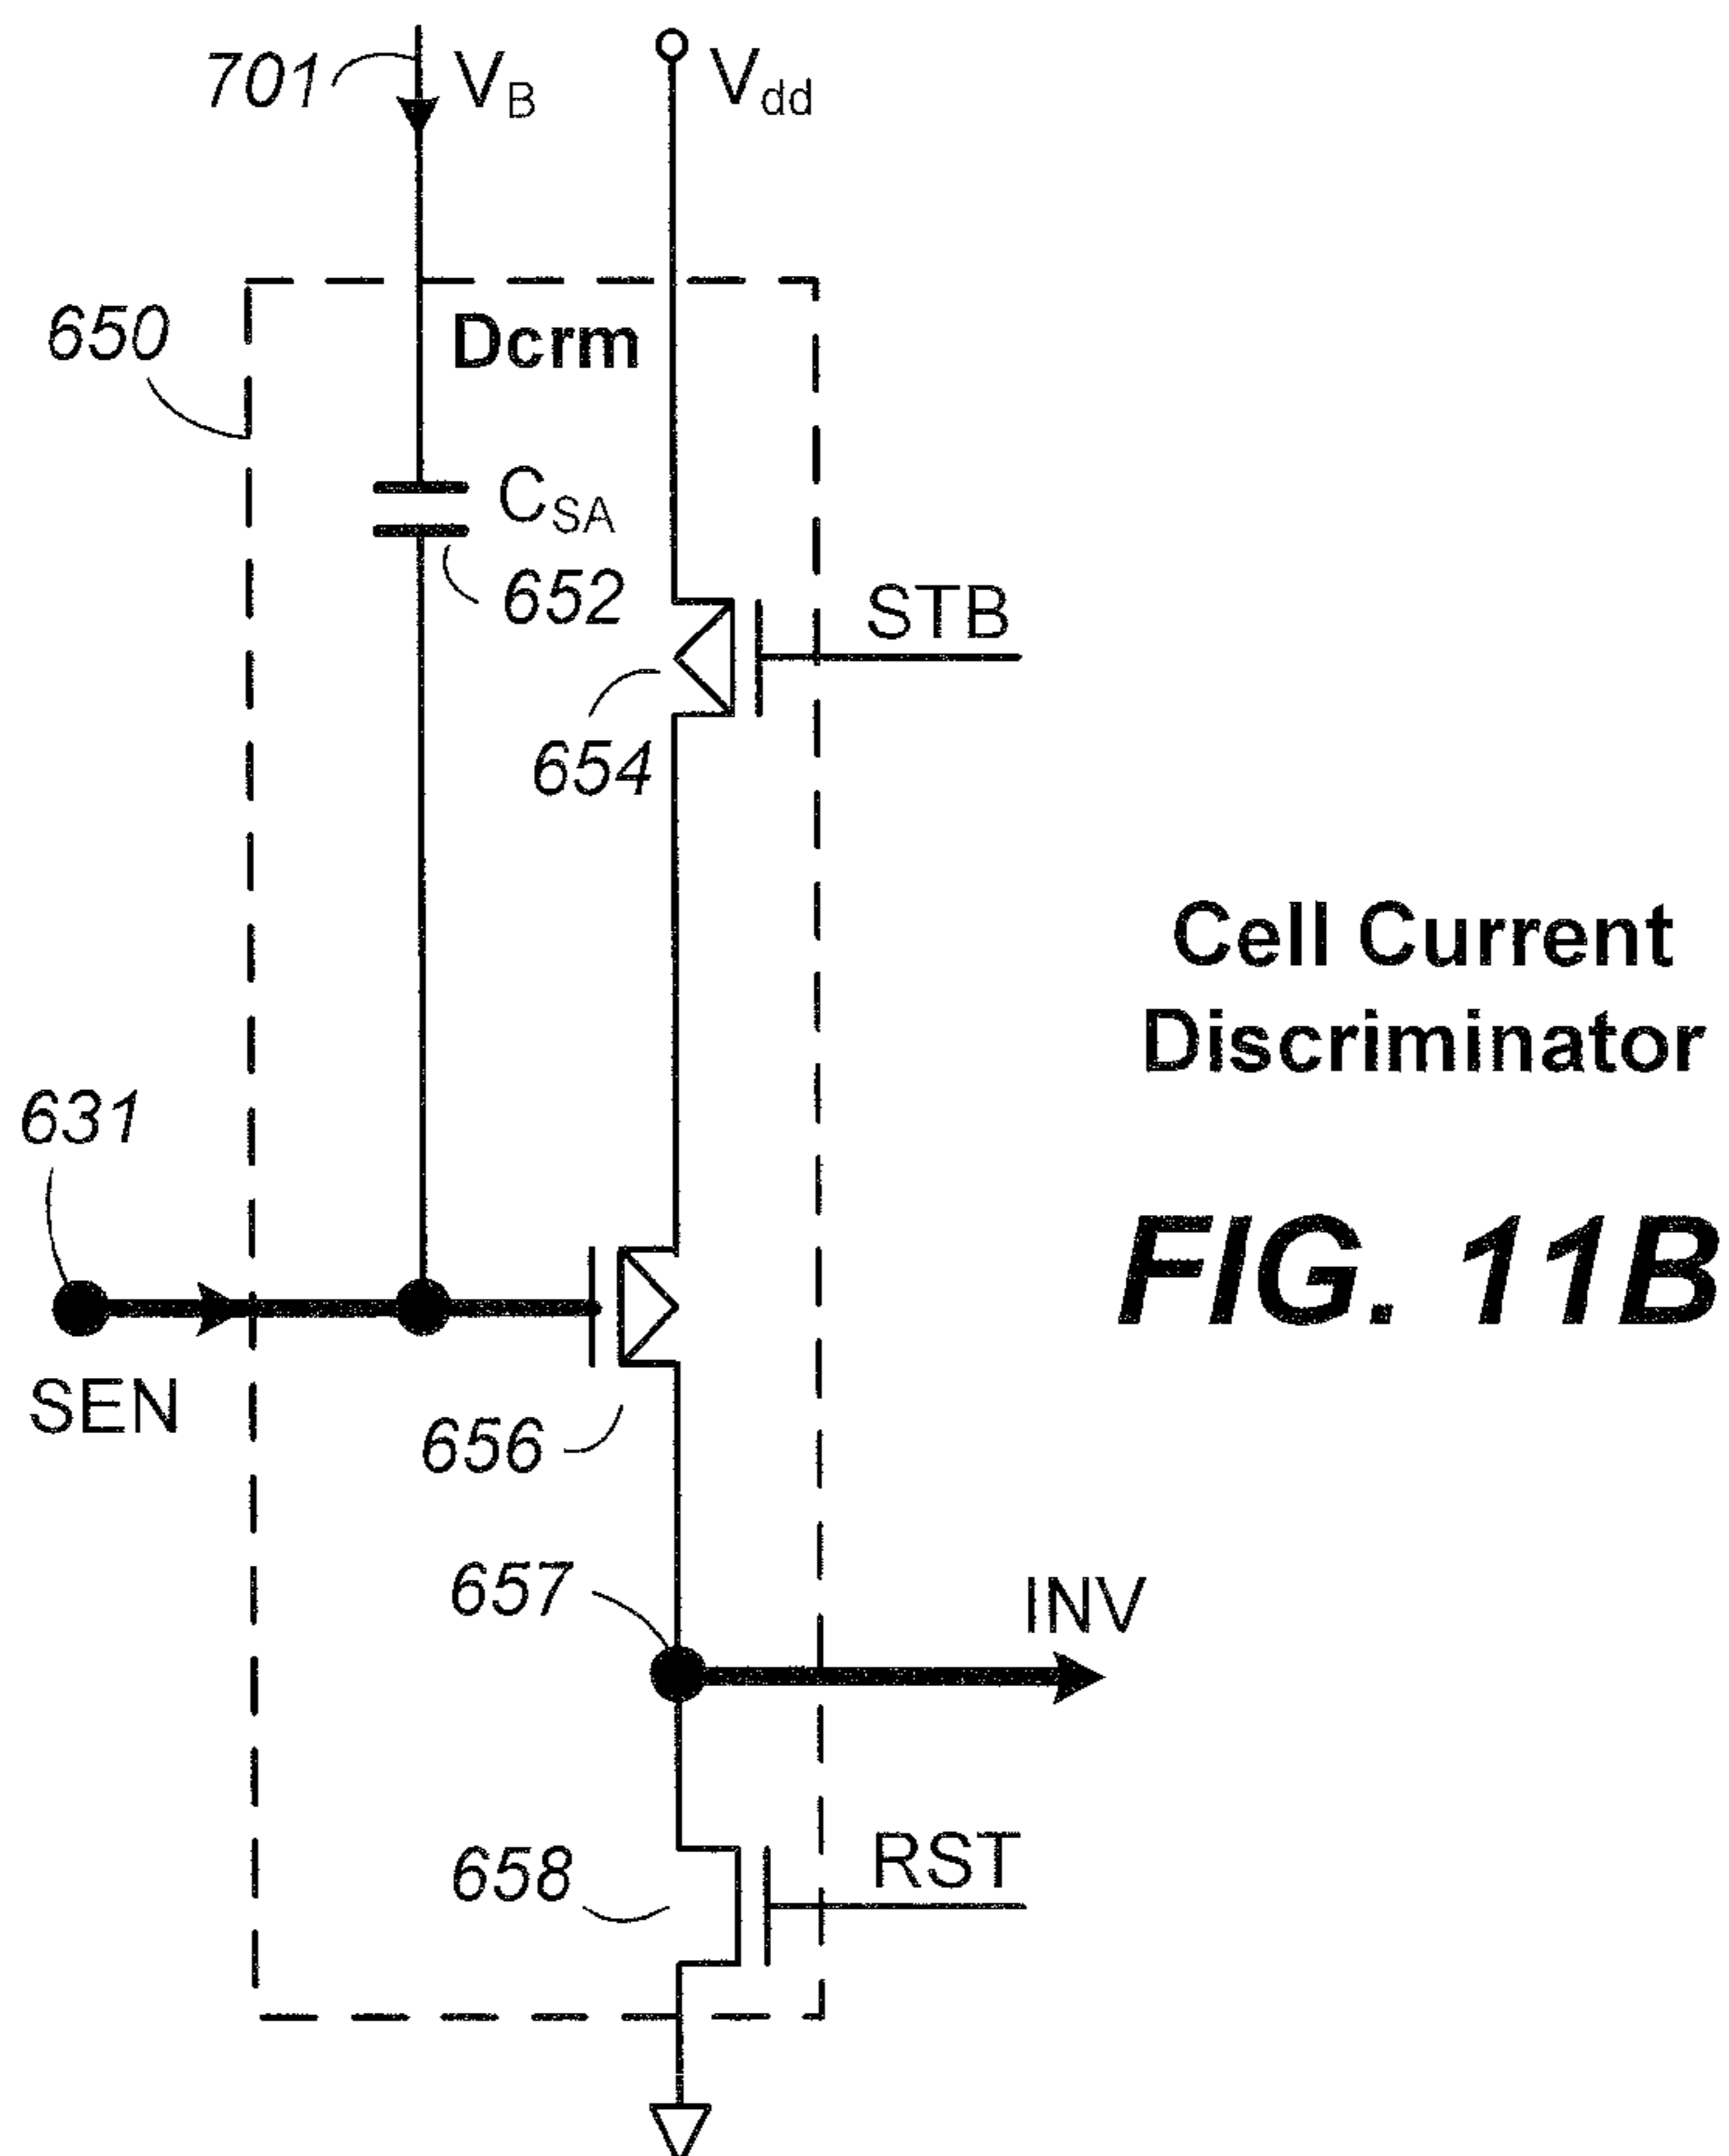 701
V_B
V_dd
650
Dcrm
C_SA
652
STB
654
Cell Current
Discriminator
631
FIG. 11B
SEN
656
657
INV
658
RST